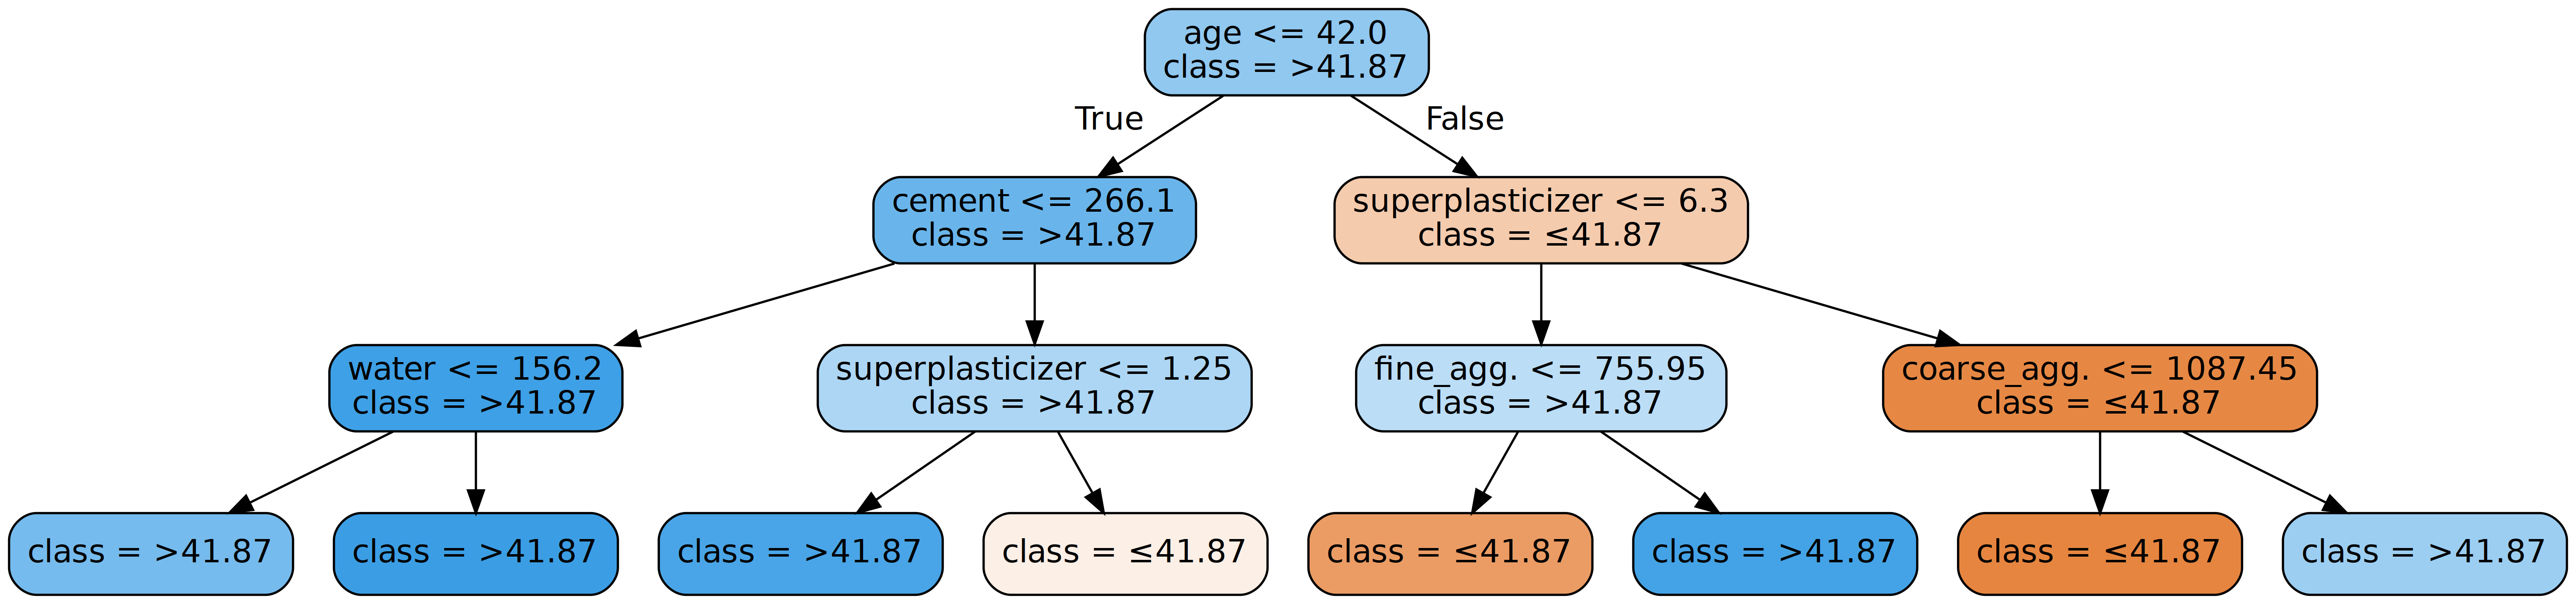 age <= 42.0
class = >41.87
True
False
cement <= 266.1
class = >41.87
superplasticizer <= 6.3
class = ≤41.87
water <= 156.2
class = >41.87
superplasticizer <= 1.25
class = >41.87
fine_agg. <= 755.95
class = >41.87
coarse_agg. <= 1087.45
class = ≤41.87
class = >41.87
class = >41.87
class = >41.87
class = ≤41.87
class = ≤41.87
class = >41.87
class = ≤41.87
class = >41.87